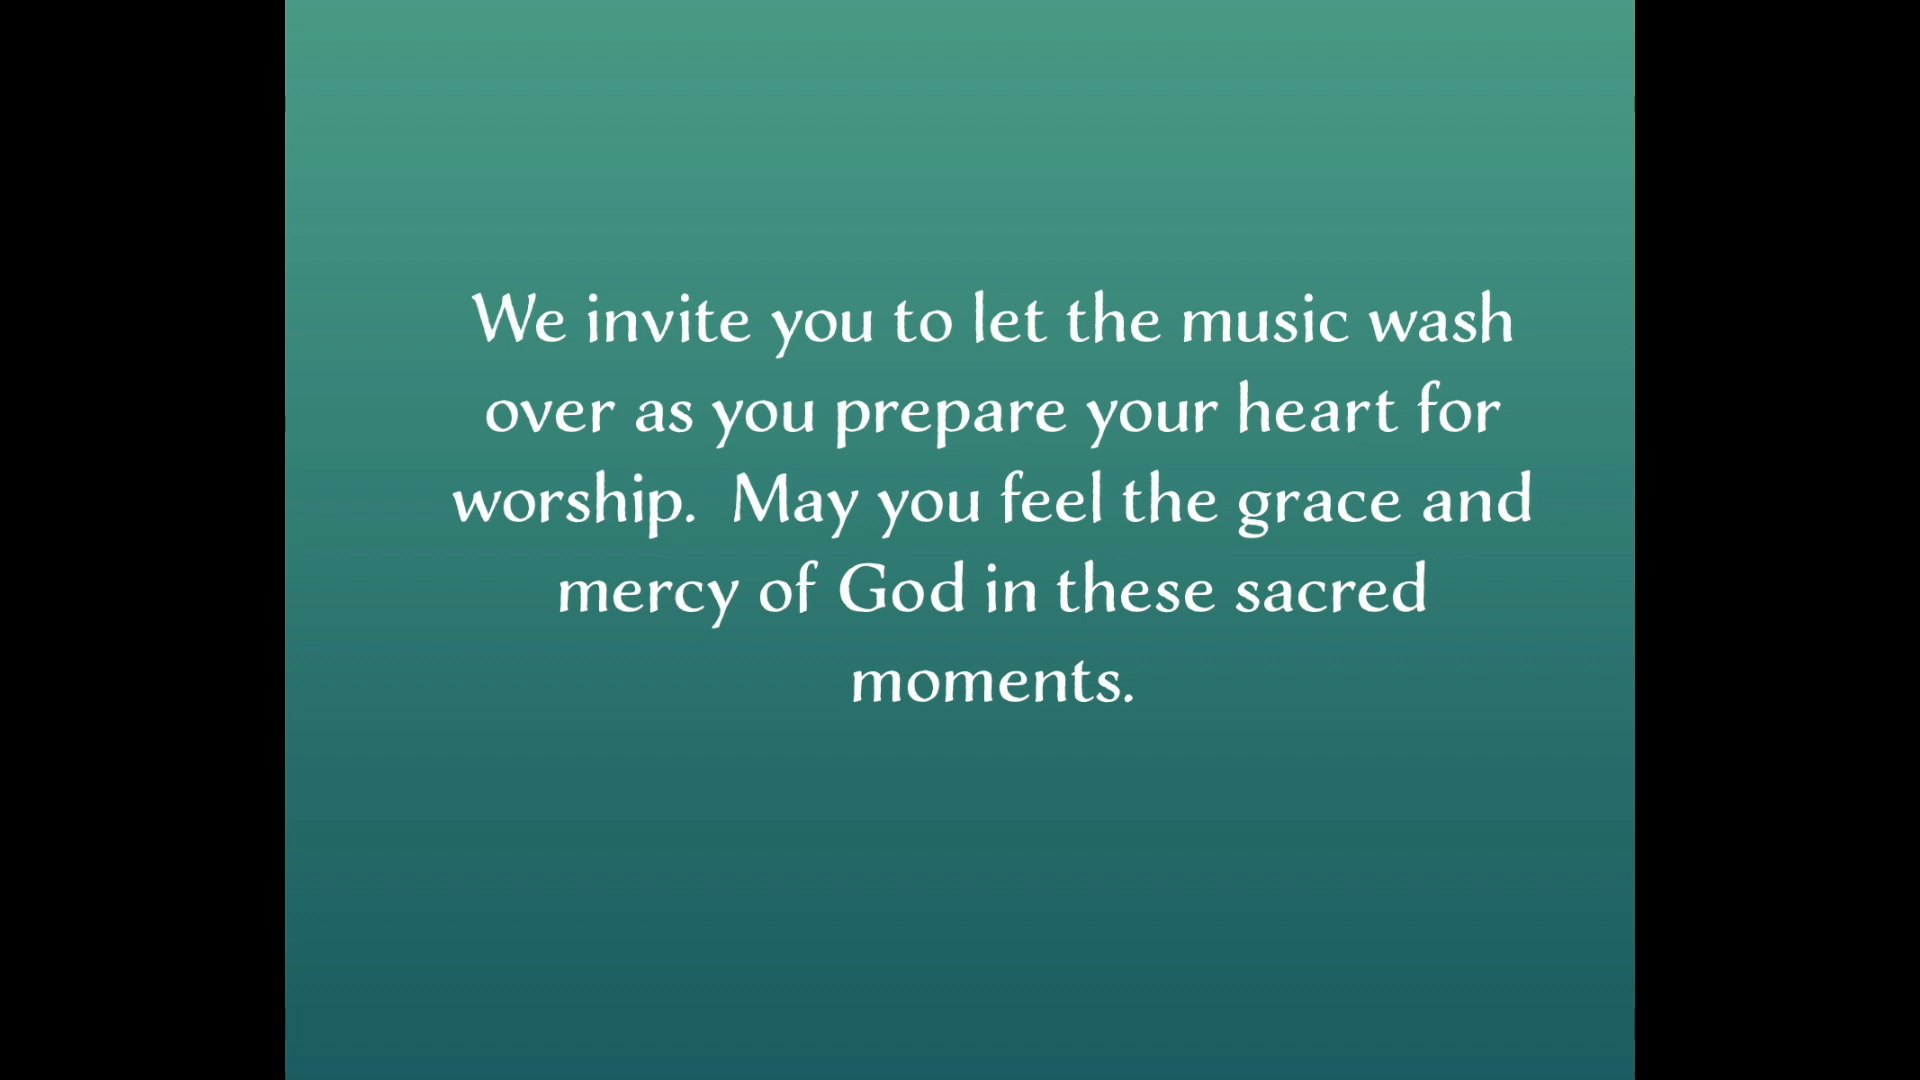 We invite you to let the music wash
over as you prepare your heart for
worship.  May you feel the grace and
mercy of God in these sacred
moments.